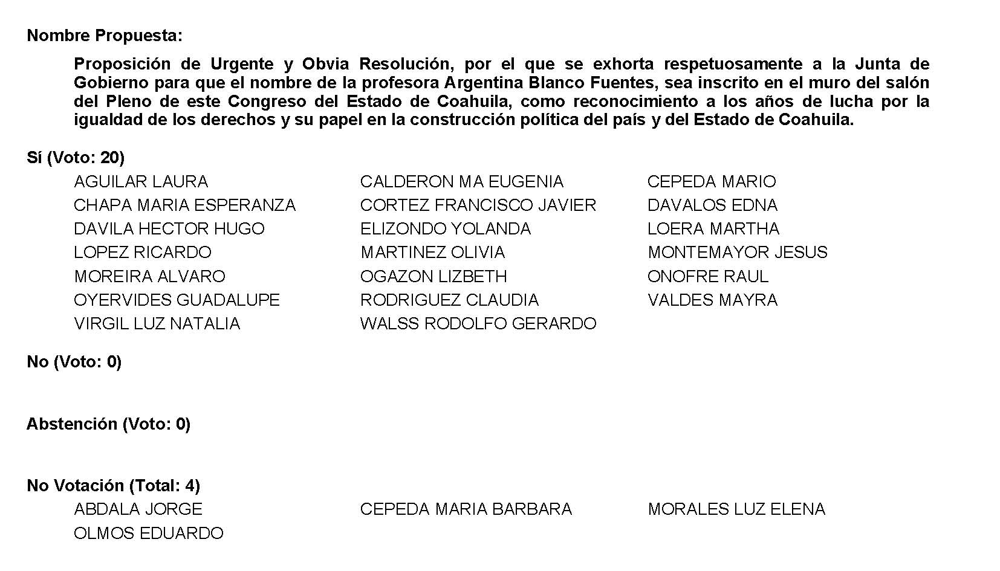 Nombre Propuesta:
Proposición de Urgente y Obvia Resolución, por el que se exhorta respetuosamente a la Junta de
Gobierno para que el nombre de la profesora Argentina Blanco Fuentes, sea inscrito en el muro del salón
del Pleno de este Congreso del Estado de Coahuila, como reconocimiento a los años de lucha por la
igualdad de los derechos y su papel en la construcción política del país y del Estado de Coahuila.
Sí (Voto: 20)
AGUILAR LAURA CALDERON MA EUGENIA CEPEDA MARIO
CHAPA MARIA ESPERANZA CORTEZ FRANCISCO JAVIER DAVALOS EDNA
DAVILA HECTOR HUGO ELIZONDO YOLANDA LOERA MARTHA
LOPEZ RICARDO MARTINEZ OLIVIA MONTEMAYOR JESUS
MOREIRA ALVARO OGAZON LIZBETH ONOFRE RAUL
OYERVIDES GUADALUPE RODRIGUEZ CLAUDIA VALDES MAYRA
VIRGIL LUZ NATALIA WALSS RODOLFO GERARDO
No (Voto: 0)
Abstención (Voto: 0)
No Votación (Total: 4)
ABDALA JORGE CEPEDA MARIA BARBARA MORALES LUZ ELENA
OLMOS EDUARDO